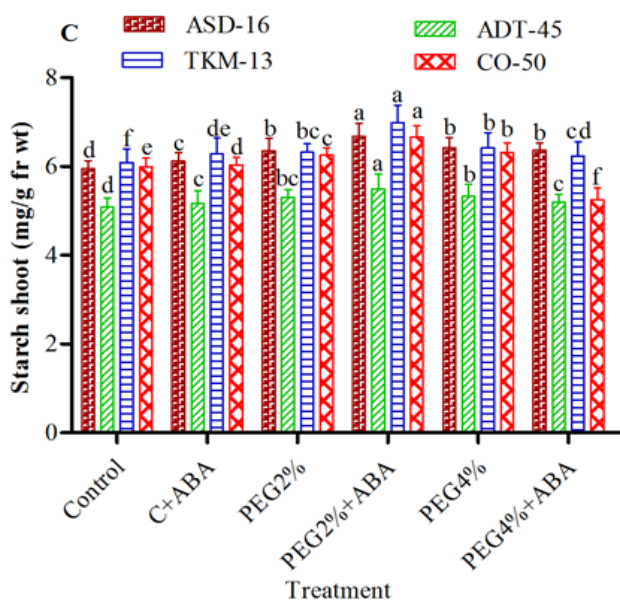 C
ASD-16
ADT-45
TKM-13
CO-50
Starch shoot (mg/g fr wt)
8
6
4
2
0
d d f e
c c de d
b bc bc c
a a a a
b b b b
b c cd f
Control
C+ABA
PEG2%
PEG2%+ABA
PEG4%
PEG4%+ABA
Treatment